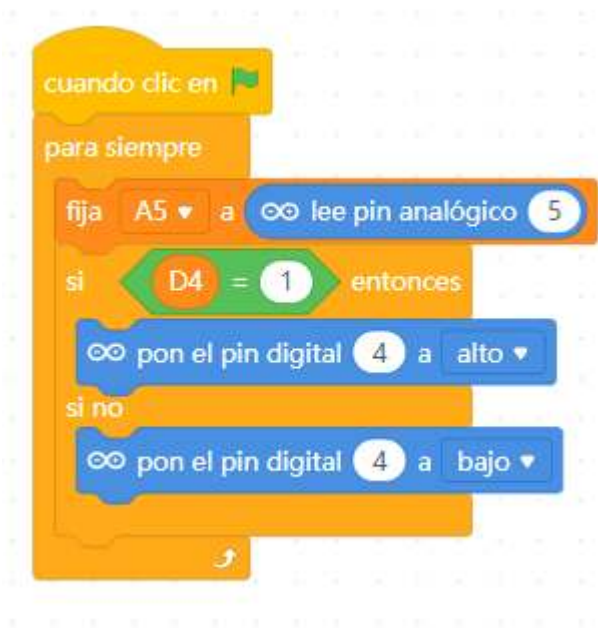 cuando clic en
para siempre
fija A5 a lee pin analógico 5
si D4 = 1 entonces
pon el pin digital 4 a alto
si no
pon el pin digital 4 a bajo